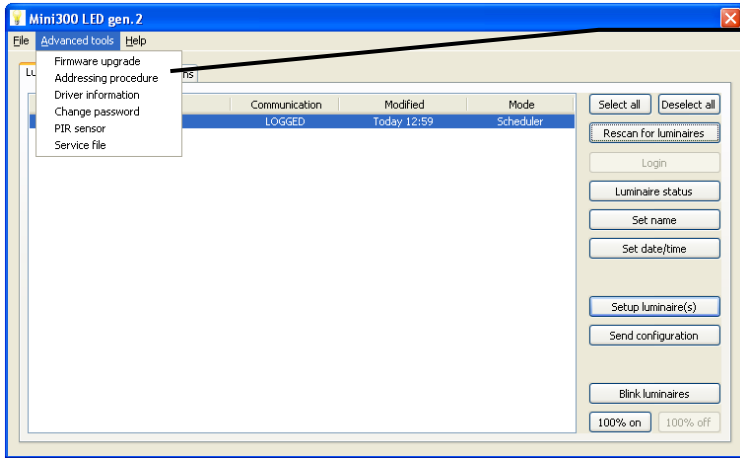 Mini300 LED gen.2
File Advanced tools Help
Firmware upgrade
Addressing procedure
Driver information
Change password
PIR sensor
Service file
Communication Modified Mode
LOGGED Today 12:59 Scheduler
Select all Deselect all
Rescan for luminaires
Login
Luminaire status
Set name
Set date/time
Setup luminaire(s)
Send configuration
Blink luminaires
100% on 100% off